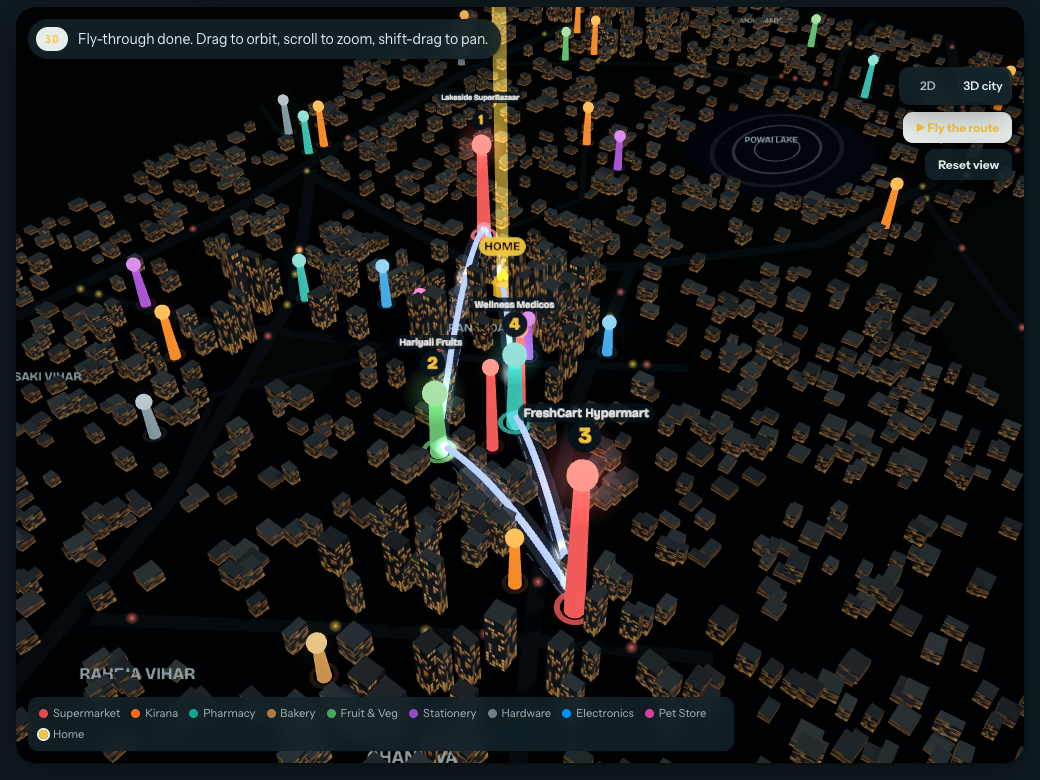 3D Fly-through done. Drag to orbit, scroll to zoom, shift-drag to pan.
2D 3D city
▶ Fly the route
Reset view
Lakeside SuperBazaar
1
POWAI LAKE
HOME
Wellness Medicos
4
Hariyali Fruits
2
SAKI VIHAR
FreshCart Hypermart
3
VIHAR
Supermarket Kirana Pharmacy Bakery Fruit & Veg Stationery Hardware Electronics Pet Store
Home